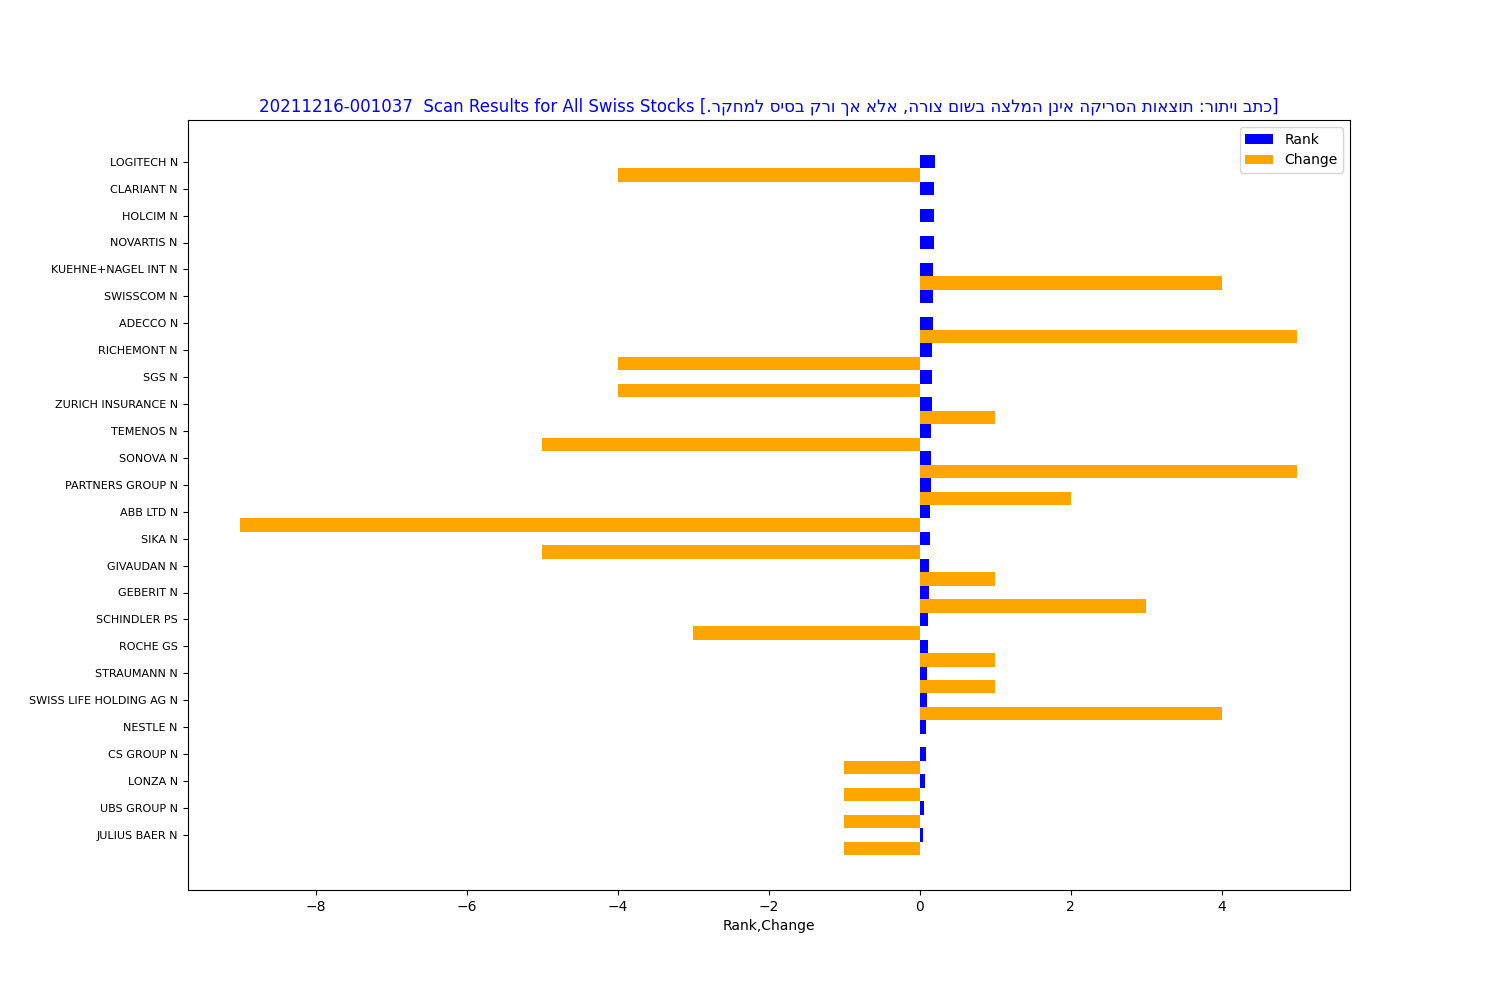 20211216-001037  Scan Results for All Swiss Stocks [כתב ויתור: תוצאות הסריקה אינן המלצה בשום צורה, אלא אך ורק בסיס למחקר.]
Rank
Change
LOGITECH N
CLARIANT N
HOLCIM N
NOVARTIS N
KUEHNE+NAGEL INT N
SWISSCOM N
ADECCO N
RICHEMONT N
SGS N
ZURICH INSURANCE N
TEMENOS N
SONOVA N
PARTNERS GROUP N
ABB LTD N
SIKA N
GIVAUDAN N
GEBERIT N
SCHINDLER PS
ROCHE GS
STRAUMANN N
SWISS LIFE HOLDING AG N
NESTLE N
CS GROUP N
LONZA N
UBS GROUP N
JULIUS BAER N
−8 −6 −4 −2 0 2 4
Rank,Change